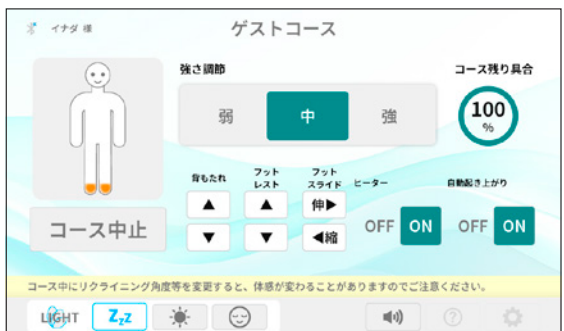 イナダ 様
ゲストコース
強さ調節
コース残り具合
弱
中
強
100
%
背もたれ
フット
レスト
フット
スライド
ヒーター
自動起き上がり
▲
▲
伸▶
OFF
ON
OFF
ON
コース中止
▼
▼
◀縮
コース中にリクライニング角度等を変更すると、体感が変わることがありますのでご注意ください。
LIGHT
ZzZ
?